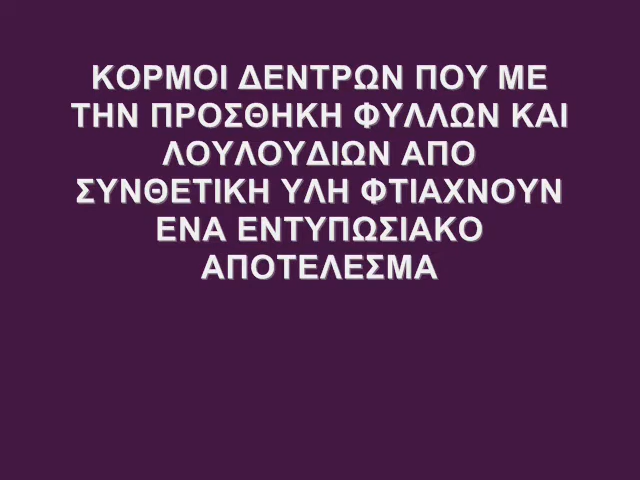 ΚΟΡΜΟΙ ΔΕΝΤΡΩΝ ΠΟΥ ΜΕ
ΤΗΝ ΠΡΟΣΘΗΚΗ ΦΥΛΛΩΝ ΚΑΙ
ΛΟΥΛΟΥΔΙΩΝ ΑΠΟ
ΣΥΝΘΕΤΙΚΗ ΥΛΗ ΦΤΙΑΧΝΟΥΝ
ΕΝΑ ΕΝΤΥΠΩΣΙΑΚΟ
ΑΠΟΤΕΛΕΣΜΑ